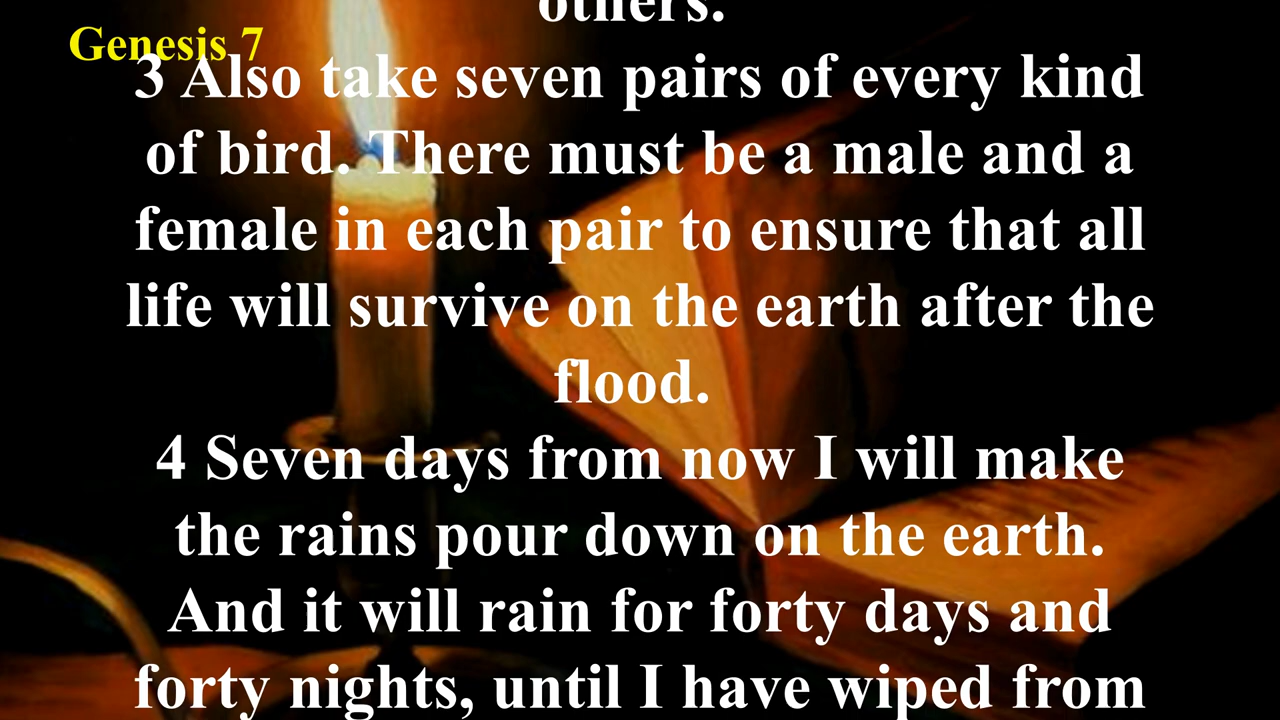 others.
Genesis 7
3 Also take seven pairs of every kind
of bird. There must be a male and a
female in each pair to ensure that all
life will survive on the earth after the
flood.
4 Seven days from now I will make
the rains pour down on the earth.
And it will rain for forty days and
forty nights, until I have wiped from